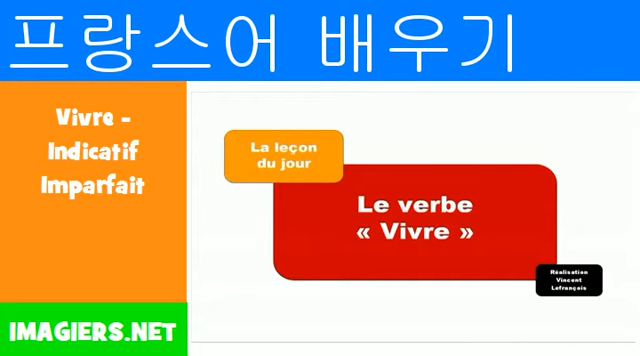 프랑스어 배우기
Vivre -
Indicatif
Imparfait
La leçon
du jour
Le verbe
« Vivre »
Réalisation
Vincent
Lefrançois
IMAGIERS.NET